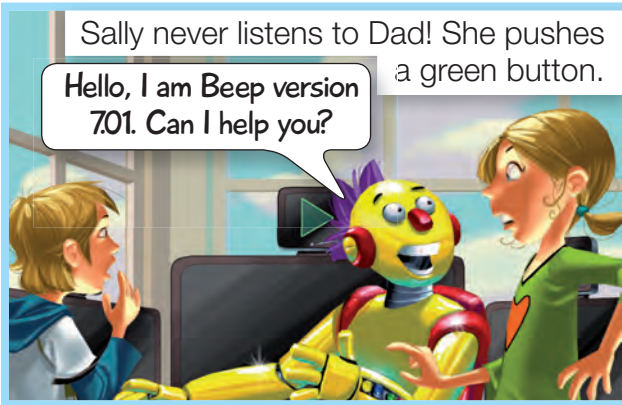 Sally never listens to Dad! She pushes
a green button.
Hello, I am Beep version
7.01. Can I help you?